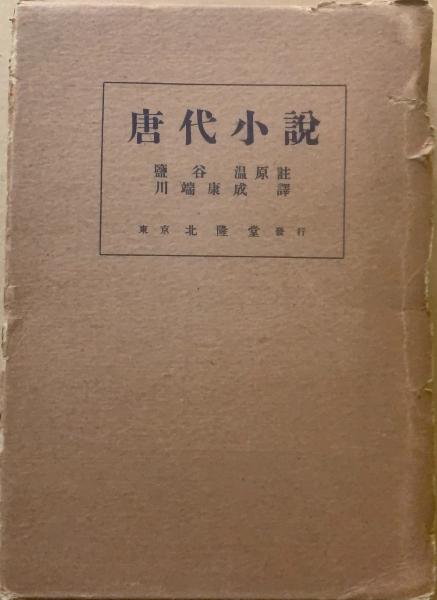 唐代小說
鹽谷 温原註
川端康成 譯
東京 北隆堂 發行